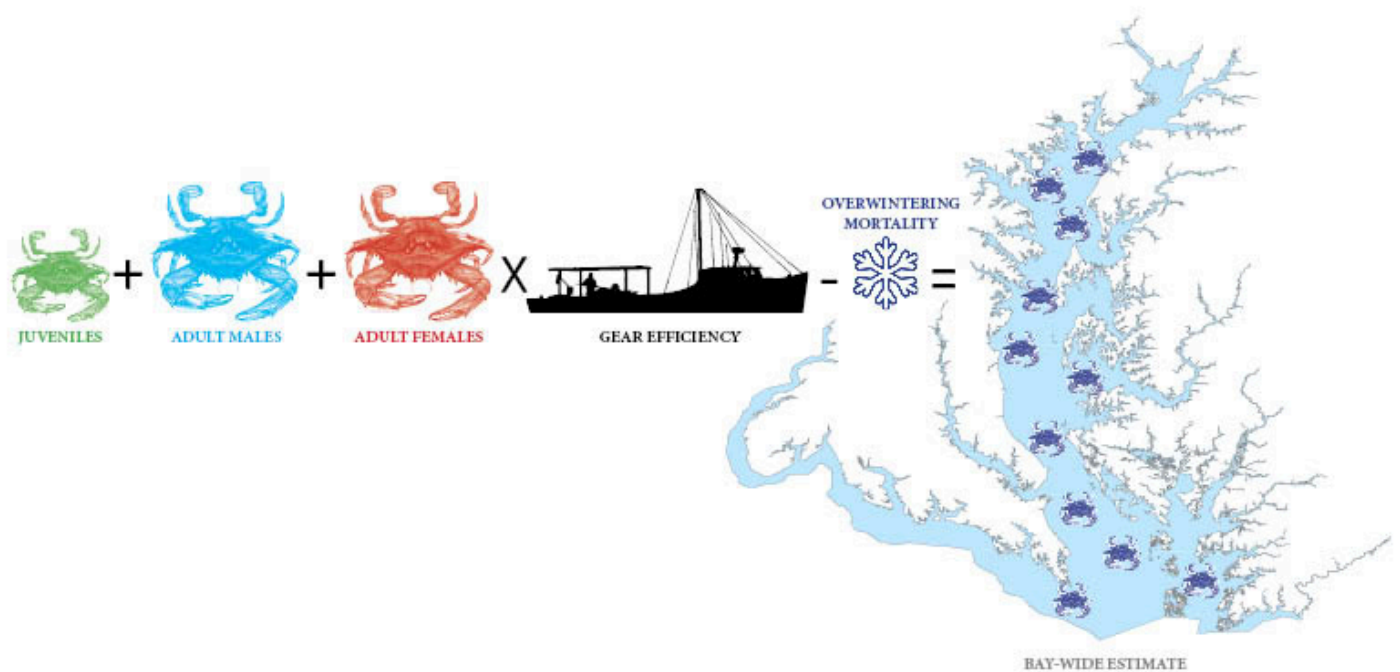 OVERWINTERING
MORTALITY
+
+
X
-
=
JUVENILES
ADULT MALES
ADULT FEMALES
GEAR EFFICIENCY
BAY-WIDE ESTIMATE